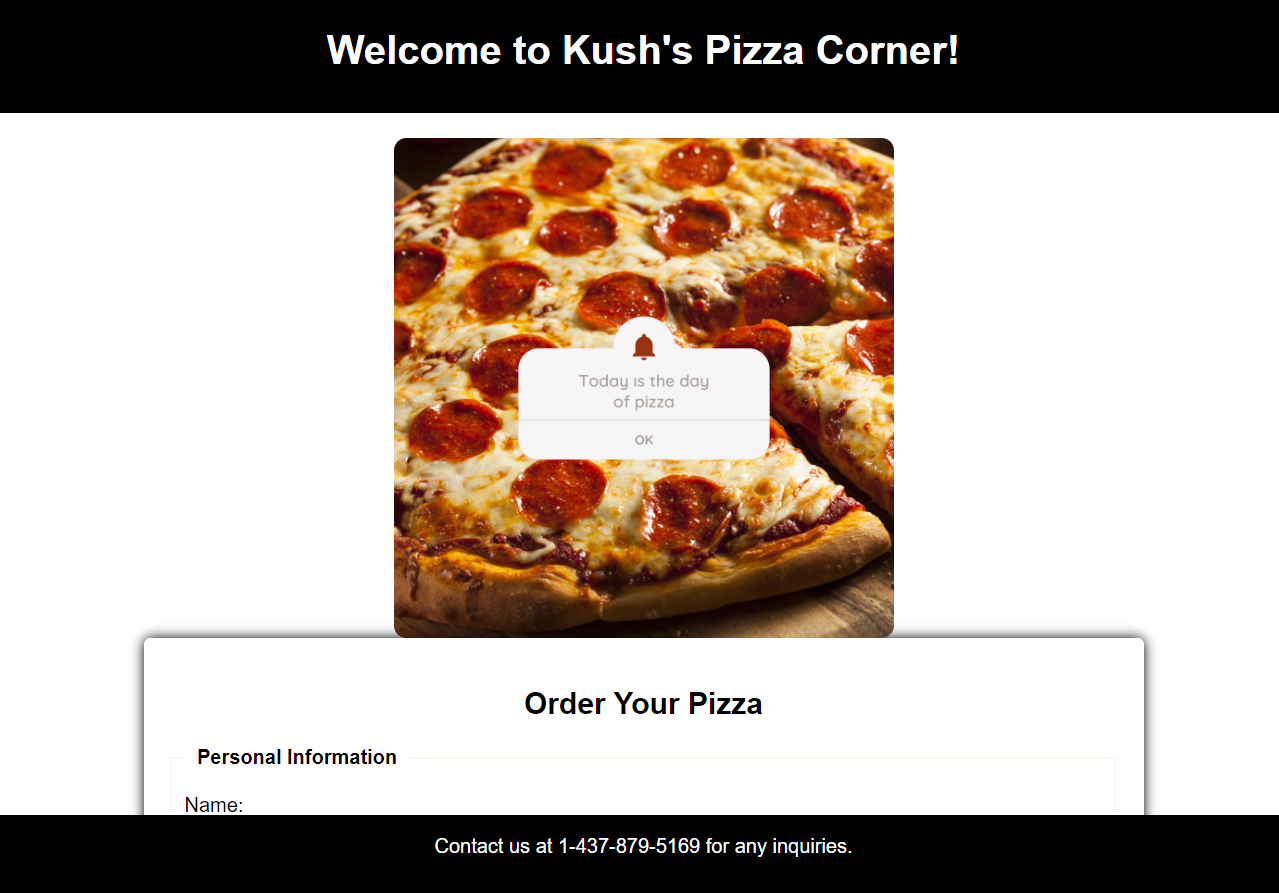 Welcome to Kush's Pizza Corner!
Today is the day
of pizza
OK
Order Your Pizza
Personal Information
Name:
Contact us at 1-437-879-5169 for any inquiries.